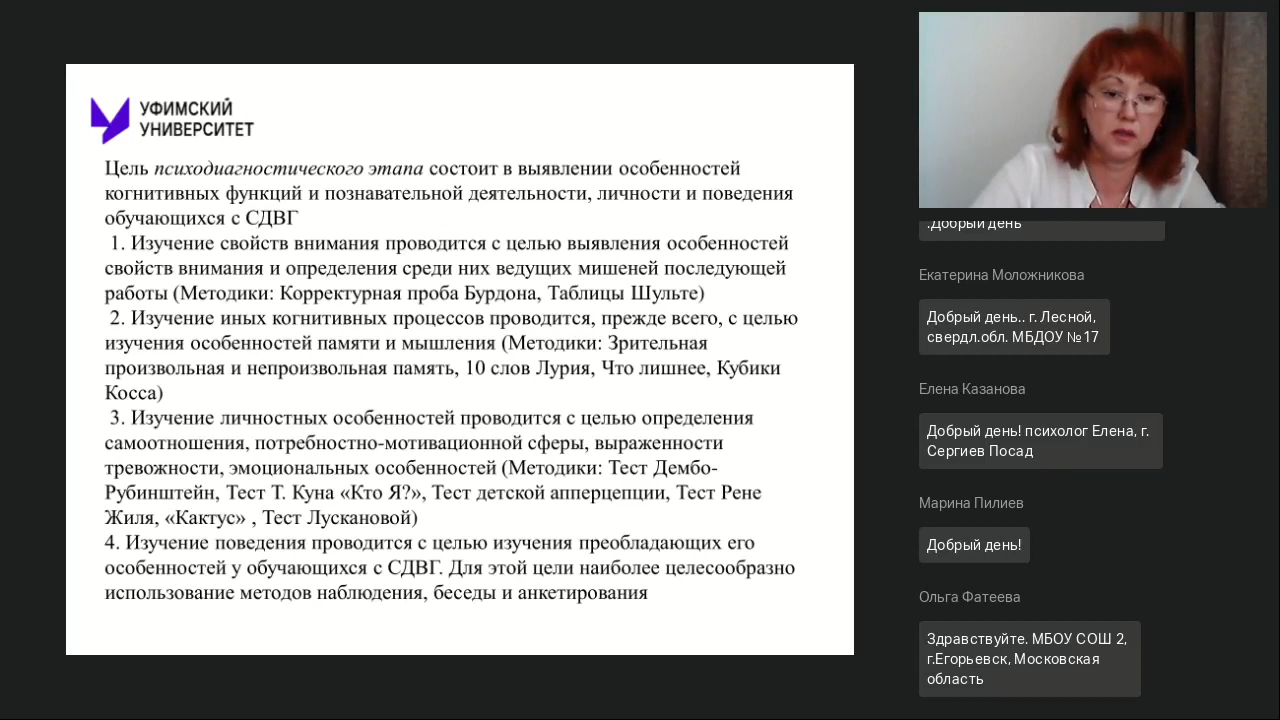 УФИМСКИЙ
УНИВЕРСИТЕТ
Цель психодиагностического этапа состоит в выявлении особенностей
когнитивных функций и познавательной деятельности, личности и поведения
обучающихся с СДВГ
1. Изучение свойств внимания проводится с целью выявления особенностей
свойств внимания и определения среди них ведущих мишеней последующей
работы (Методики: Корректурная проба Бурдона, Таблицы Шульте)
2. Изучение иных когнитивных процессов проводится, прежде всего, с целью
изучения особенностей памяти и мышления (Методики: Зрительная
произвольная и непроизвольная память, 10 слов Лурия, Что лишнее, Кубики
Косса)
3. Изучение личностных особенностей проводится с целью определения
самоотношения, потребностно-мотивационной сферы, выраженности
тревожности, эмоциональных особенностей (Методики: Тест Дембо-
Рубинштейн, Тест Т. Куна «Кто Я?», Тест детской апперцепции, Тест Рене
Жиля, «Кактус» , Тест Лускановой)
4. Изучение поведения проводится с целью изучения преобладающих его
особенностей у обучающихся с СДВГ. Для этой цели наиболее целесообразно
использование методов наблюдения, беседы и анкетирования
.Добрый день
Екатерина Моложникова
Добрый день.. г. Лесной,
свердл.обл. МБДОУ №17
Елена Казанова
Добрый день! психолог Елена, г.
Сергиев Посад
Марина Пилиев
Добрый день!
Ольга Фатеева
Здравствуйте. МБОУ СОШ 2,
г.Егорьевск, Московская
область